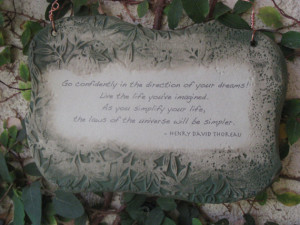 Go confidently in the direction of your dreams!
Live the life you've imagined.
As you simplify your life,
the laws of the universe will be simpler.
- HENRY DAVID THOREAU